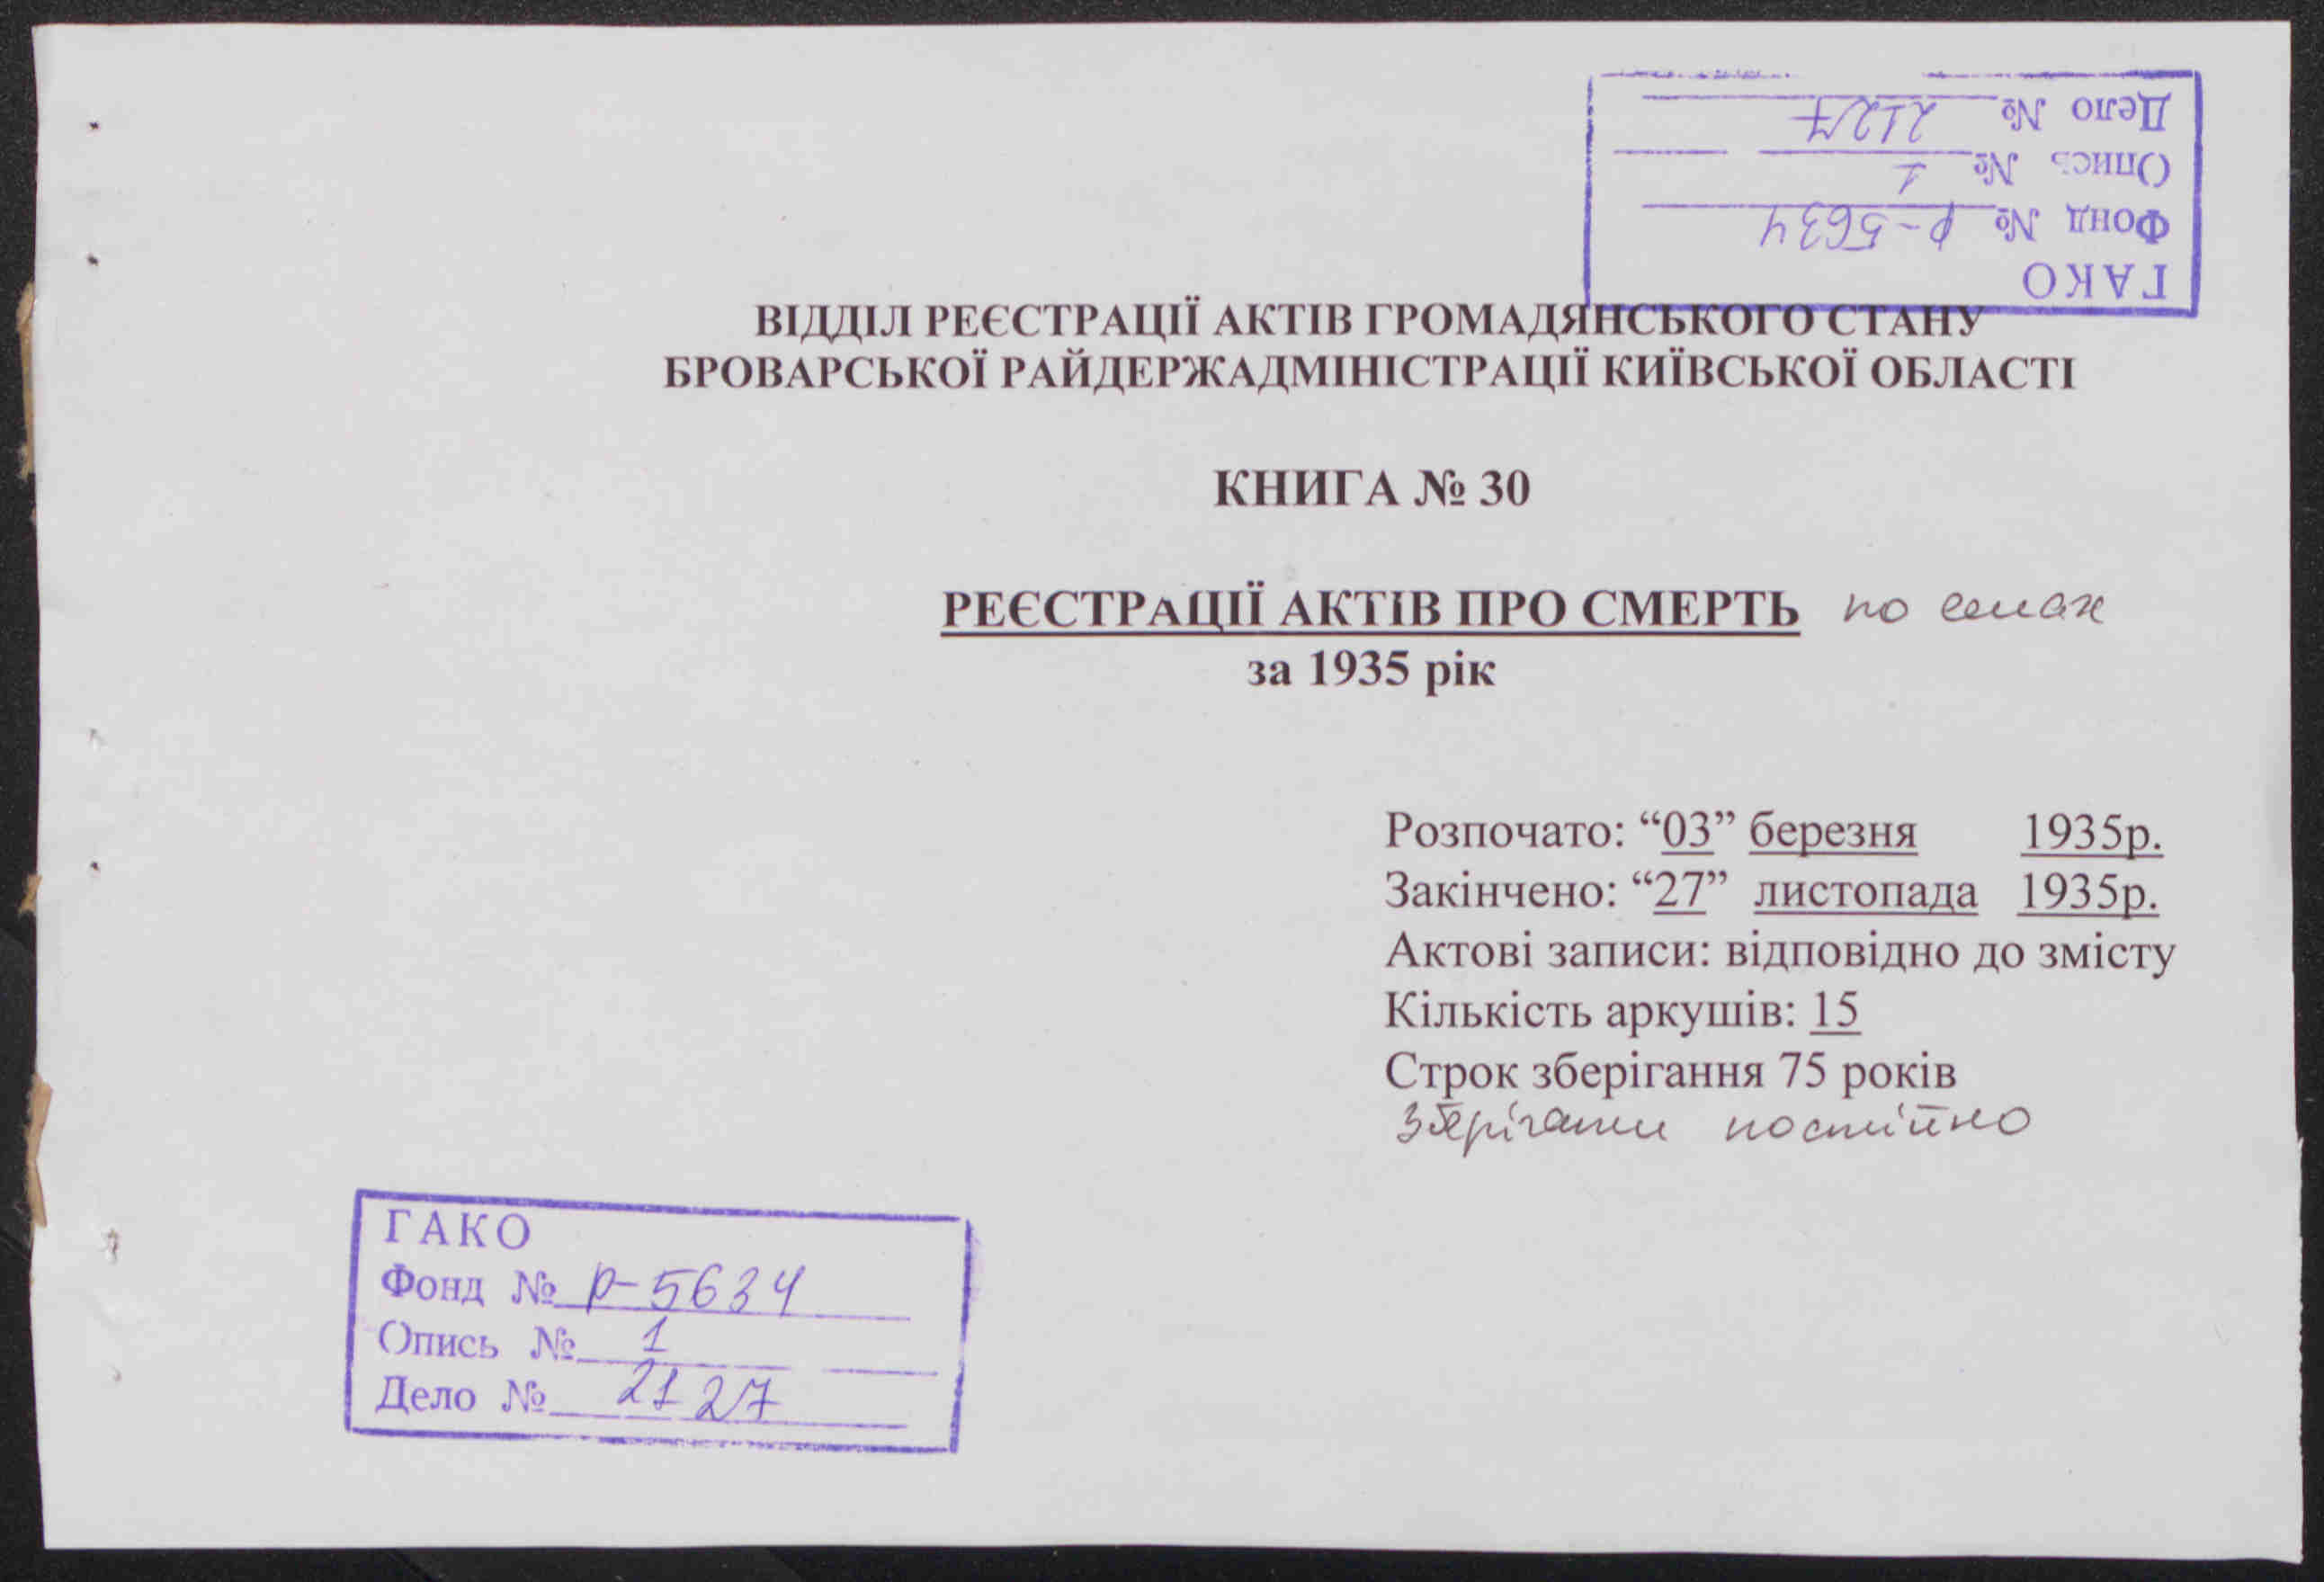 Дело № 2127
Опись № 1
Фонд № р-5634
ГАКО
ВІДДІЛ РЕЄСТРАЦІЇ АКТІВ ГРОМАДЯНСЬКОГО СТАНУ
БРОВАРСЬКОЇ РАЙДЕРЖАДМІНІСТРАЦІЇ КИЇВСЬКОЇ ОБЛАСТІ
КНИГА № 30
РЕЄСТРАЦІЇ АКТІВ ПРО СМЕРТЬ по селах
за 1935 рік
Розпочато: “03” березня 1935р.
Закінчено: “27” листопада 1935р.
Актові записи: відповідно до змісту
Кількість аркушів: 15
Строк зберігання 75 років
Зберігати постійно
ГАКО
Фонд № р-5634
Опись № 1
Дело № 2127